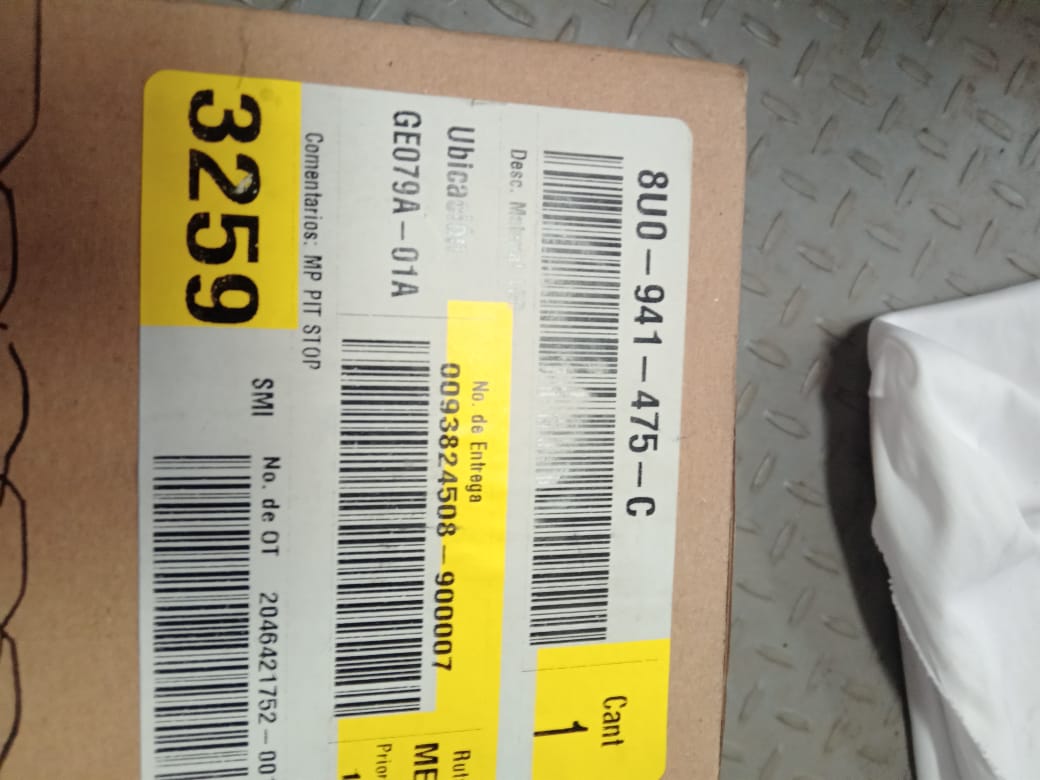 8U0-941-475-C
Cant
1
Desc.
Ubicación
GE079A-01A
No. de Entrega
0093824508-900007
Comentarios: MP PIT STOP
3259
SMI
No. de OT 2046421752-00